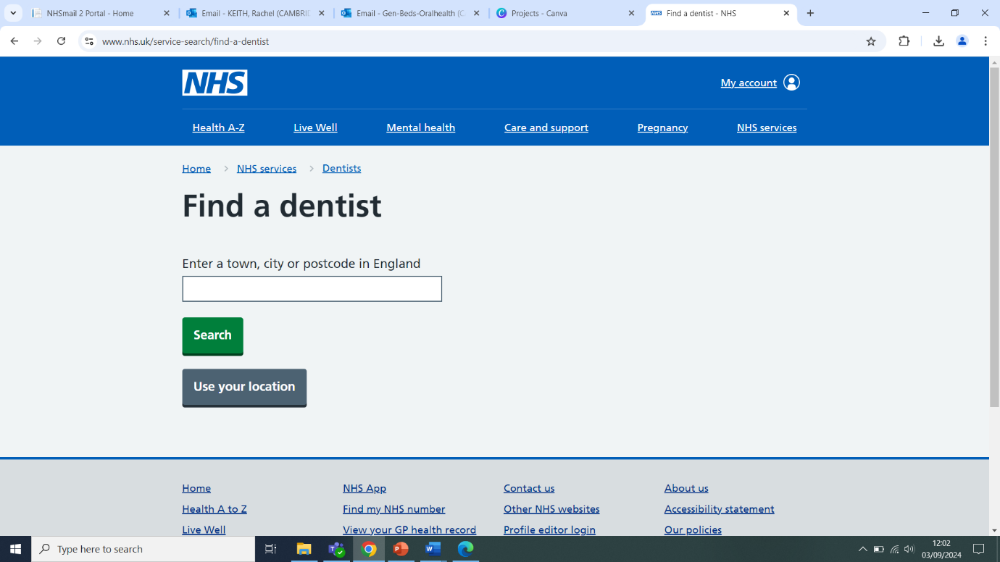 NHSmail 2 Portal - Home
Email - KEITH, Rachel (CAMBRI
Email - Gen-Beds-Oralhealth (C
Projects - Canva
Find a dentist - NHS
www.nhs.uk/service-search/find-a-dentist
NHS
My account
Health A-Z
Live Well
Mental health
Care and support
Pregnancy
NHS services
Home
NHS services
Dentists
Find a dentist
Enter a town, city or postcode in England
Search
Use your location
Home
NHS App
Contact us
About us
Health A to Z
Find my NHS number
Other NHS websites
Accessibility statement
Live Well
View your GP health record
Profile editor login
Our policies
Type here to search
12:02
03/09/2024